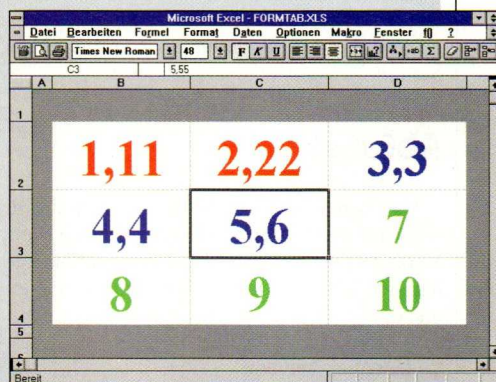 Microsoft Excel - FORMTAB.XLS
Datei Bearbeiten Formel Format Daten Optionen Makro Fenster f0 ?
Times New Roman 48 F K U Σ
C3 5,55
A B C D
1
2 1,11 2,22 3,3
3 4,4 5,6 7
4 8 9 10
5
Bereit